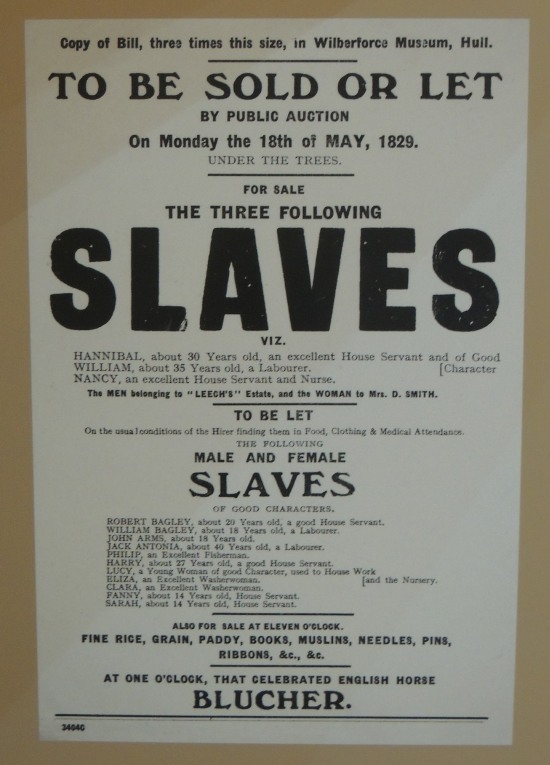 Copy of Bill, three times this size, in Wilberforce Museum, Hull.
TO BE SOLD OR LET
BY PUBLIC AUCTION
On Monday the 18th of MAY, 1829.
UNDER THE TREES.
FOR SALE
THE THREE FOLLOWING
SLAVES
VIZ.
HANNIBAL, about 30 Years old, an excellent House Servant and of Good
WILLIAM, about 35 Years old, a Labourer. [Character
NANCY, an excellent House Servant and Nurse.
The MEN belonging to "LEECH'S" Estate, and the WOMAN to Mrs. D. SMITH.
TO BE LET
On the usual conditions of the Hirer finding them in Food, Clothing & Medical Attendance.
THE FOLLOWING
MALE AND FEMALE
SLAVES
OF GOOD CHARACTERS.
ROBERT BAGLEY, about 20 Years old, a good House Servant.
WILLIAM BAGLEY, about 18 Years old, a Labourer.
JOHN ARMS, about 18 Years old.
JACK ANTONIA, about 40 Years old, a Labourer.
PHILIP, an Excellent Fisherman.
HARRY, about 27 Years old, a good House Servant.
LUCY, a Young Woman of good Character, used to House Work
ELIZA, an Excellent Washerwoman. [and the Nursery.
CLARA, an Excellent Washerwoman.
FANNY, about 14 Years old, House Servant.
SARAH, about 14 Years old, House Servant.
ALSO FOR SALE AT ELEVEN O'CLOCK.
FINE RICE, GRAIN, PADDY, BOOKS, MUSLINS, NEEDLES, PINS,
RIBBONS, &c., &c.
AT ONE O'CLOCK, THAT CELEBRATED ENGLISH HORSE
BLUCHER.
3404G